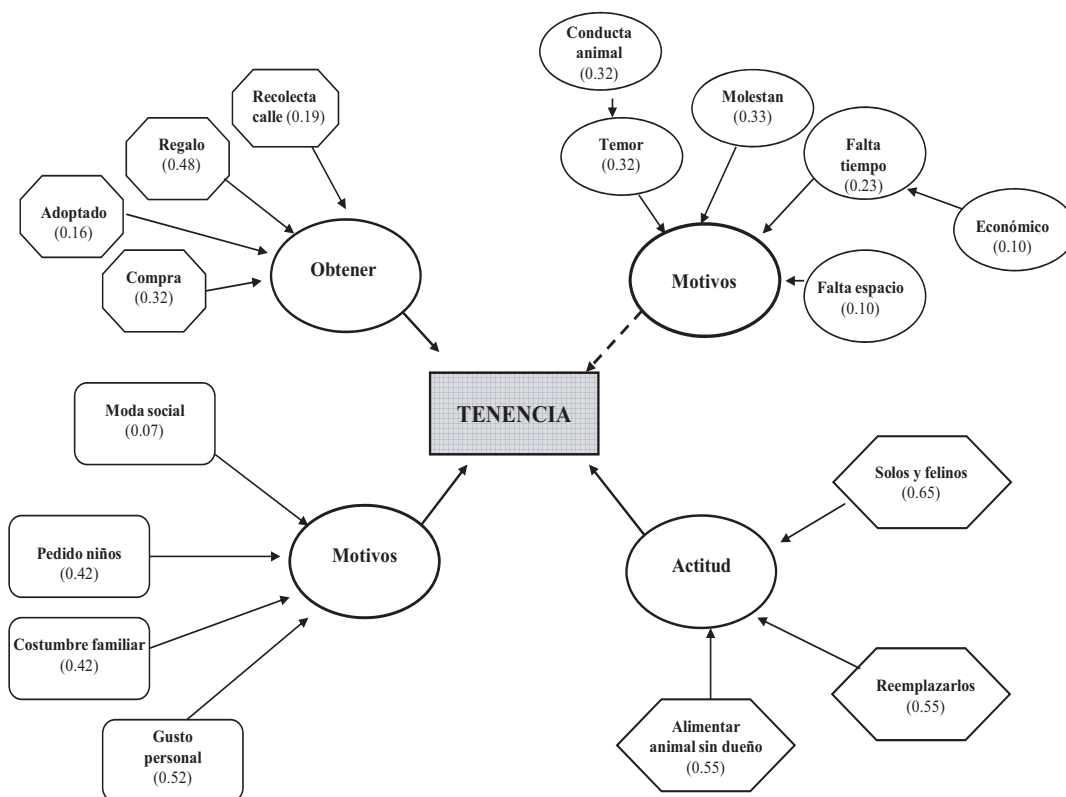 Conducta
animal
(0.32)
Recolecta
calle (0.19)
Molestan
(0.33)
Regalo
(0.48)
Temor
(0.32)
Falta
tiempo
(0.23)
Adoptado
(0.16)
Económico
(0.10)
Obtener
Compra
(0.32)
Motivos
Falta espacio
(0.10)
TENENCIA
Moda social
(0.07)
Solos y felinos
(0.65)
Pedido niños
(0.42)
Motivos
Actitud
Costumbre familiar
(0.42)
Reemplazarlos
(0.55)
Gusto
personal
(0.52)
Alimentar
animal sin dueño
(0.55)